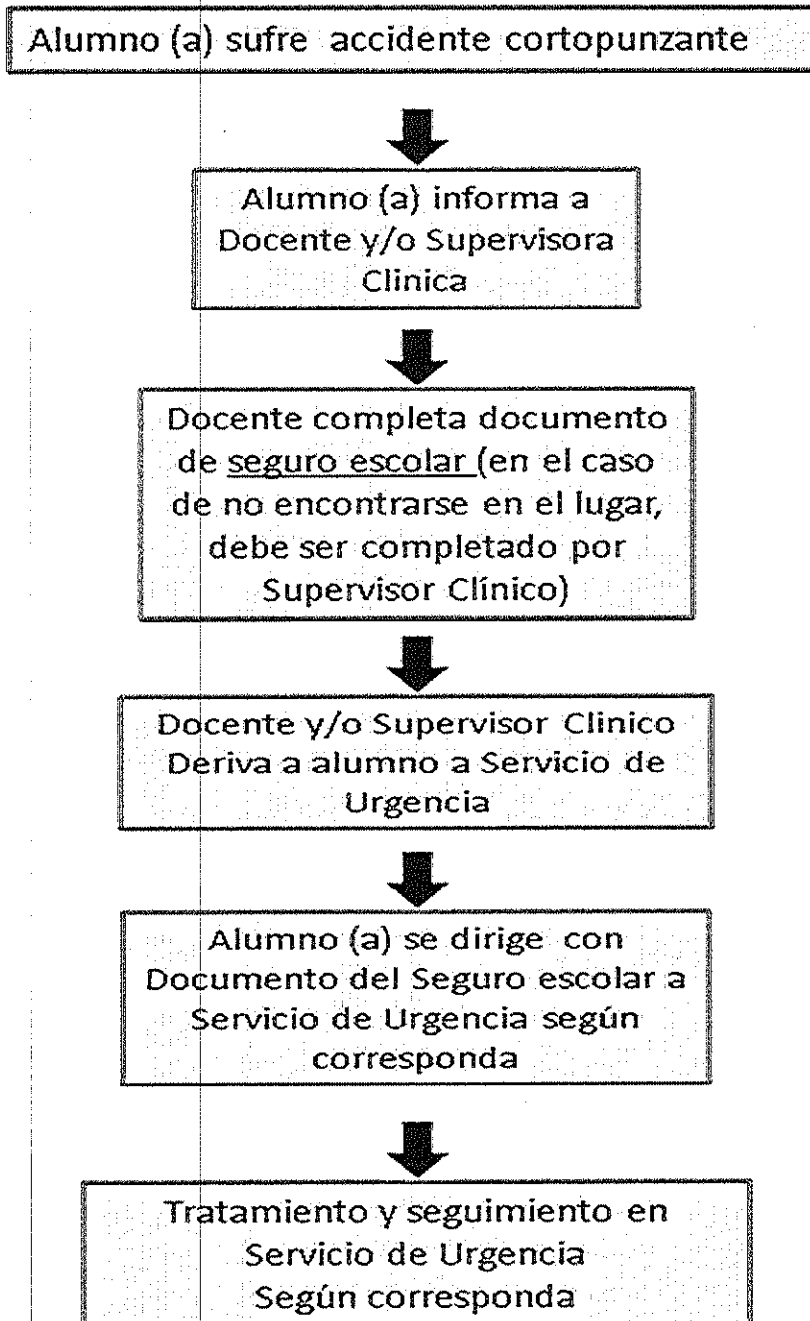 Alumno (a) sufre accidente cortopunzante
Alumno (a) informa a
Docente y/o Supervisora
Clinica
Docente completa documento
de seguro escolar (en el caso
de no encontrarse en el lugar,
debe ser completado por
Supervisor Clínico)
Docente y/o Supervisor Clinico
Deriva a alumno a Servicio de
Urgencia
Alumno (a) se dirige con
Documento del Seguro escolar a
Servicio de Urgencia según
corresponda
Tratamiento y seguimiento en
Servicio de Urgencia
Según corresponda